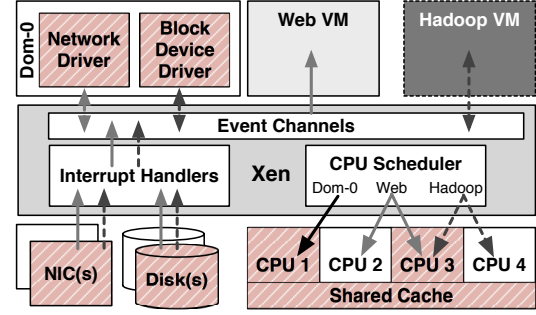 Dom-0
Network
Driver
Block
Device
Driver
Web VM
Hadoop VM
Event Channels
Interrupt Handlers
Xen
CPU Scheduler
Dom-0 Web Hadoop
NIC(s)
Disk(s)
CPU 1 CPU 2 CPU 3 CPU 4
Shared Cache